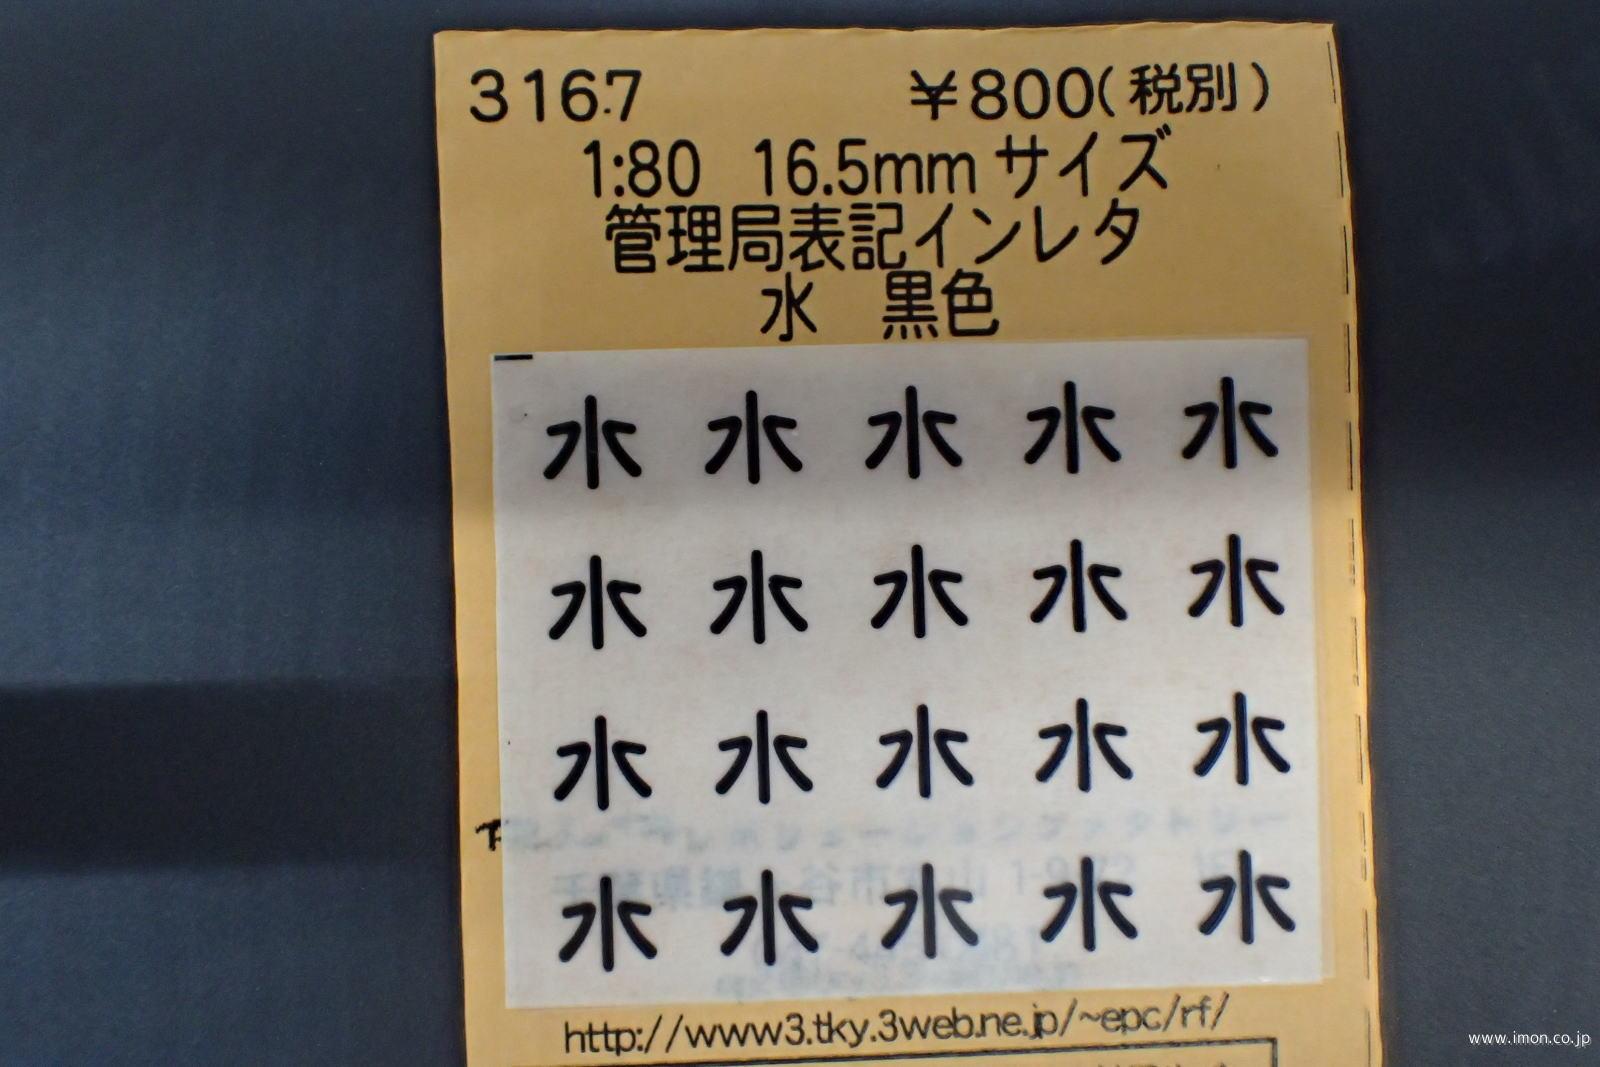 3167 ¥800(税別)
1:80 16.5mmサイズ
管理局表記インレタ
水 黒色
水 水 水 水 水
水 水 水 水 水
水 水 水 水 水
水 水 水 水 水
http://www3.tky.3web.ne.jp/~epc/rf/
www.imon.co.jp